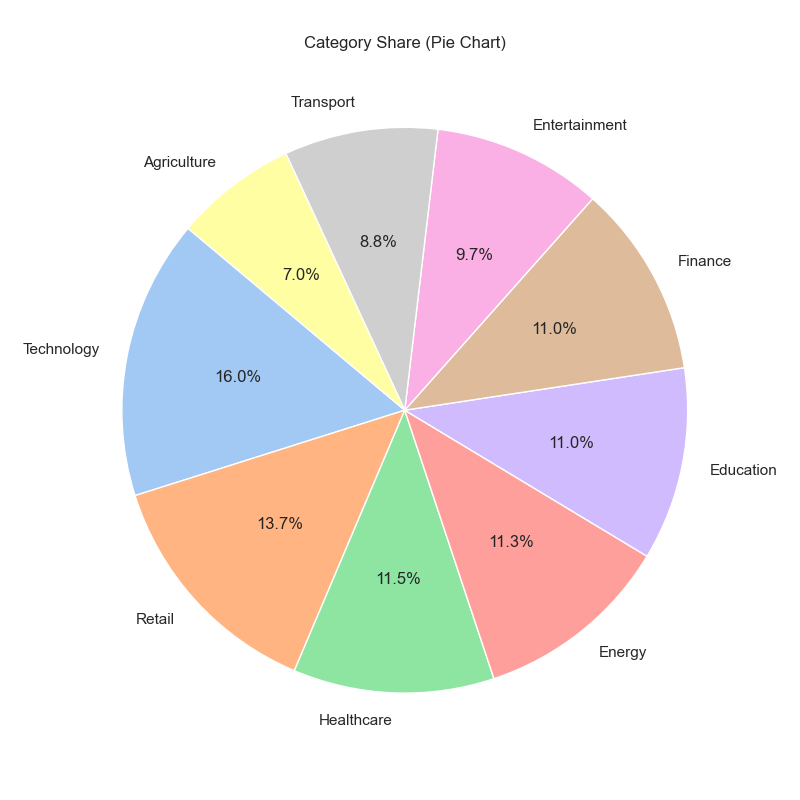 Category Share (Pie Chart)
Transport
Entertainment
Agriculture
Finance
Technology
Education
Retail
Energy
Healthcare
8.8%
9.7%
7.0%
11.0%
16.0%
11.0%
13.7%
11.3%
11.5%